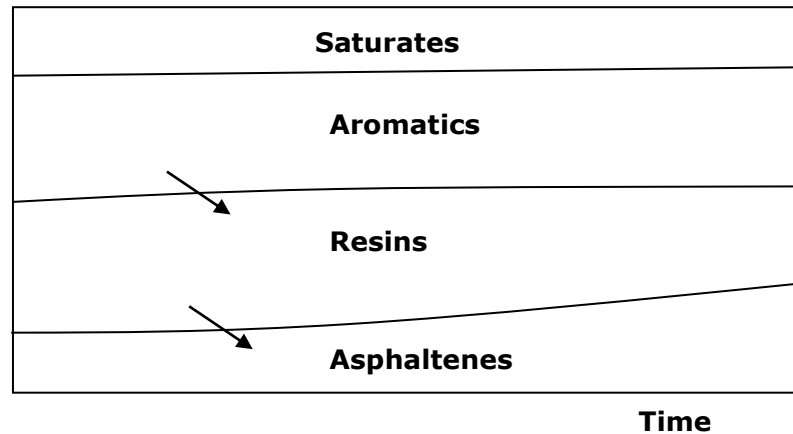 Saturates
Aromatics
Resins
Asphaltenes
Time